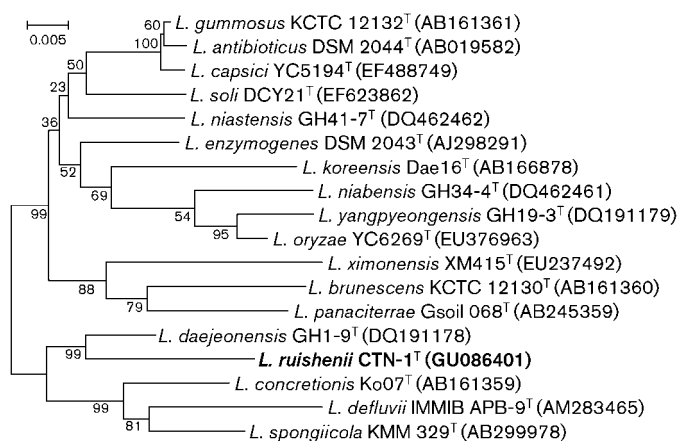 0.005
60
L. gummosus KCTC 12132ᵀ (AB161361)
100
L. antibioticus DSM 2044ᵀ (AB019582)
50
L. capsici YC5194ᵀ (EF488749)
23
L. soli DCY21ᵀ (EF623862)
36
L. niastensis GH41-7ᵀ (DQ462462)
L. enzymogenes DSM 2043ᵀ (AJ298291)
52
L. koreensis Dae16ᵀ (AB166878)
69
L. niabensis GH34-4ᵀ (DQ462461)
99
54
L. yangpyeongensis GH19-3ᵀ (DQ191179)
95
L. oryzae YC6269ᵀ (EU376963)
L. ximonensis XM415ᵀ (EU237492)
88
L. brunescens KCTC 12130ᵀ (AB161360)
79
L. panaciterrae Gsoil 068ᵀ (AB245359)
L. daejeonensis GH1-9ᵀ (DQ191178)
99
L. ruishenii CTN-1ᵀ (GU086401)
L. concretionis Ko07ᵀ (AB161359)
99
L. defluvii IMMIB APB-9ᵀ (AM283465)
81
L. spongiicola KMM 329ᵀ (AB299978)